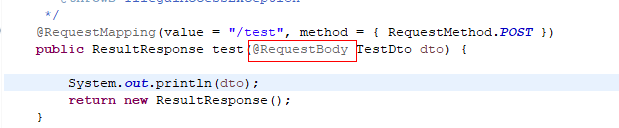 */
@RequestMapping(value = "/test", method = { RequestMethod.POST })
public ResultResponse test(@RequestBody TestDto dto) {
System.out.println(dto);
return new ResultResponse();
}